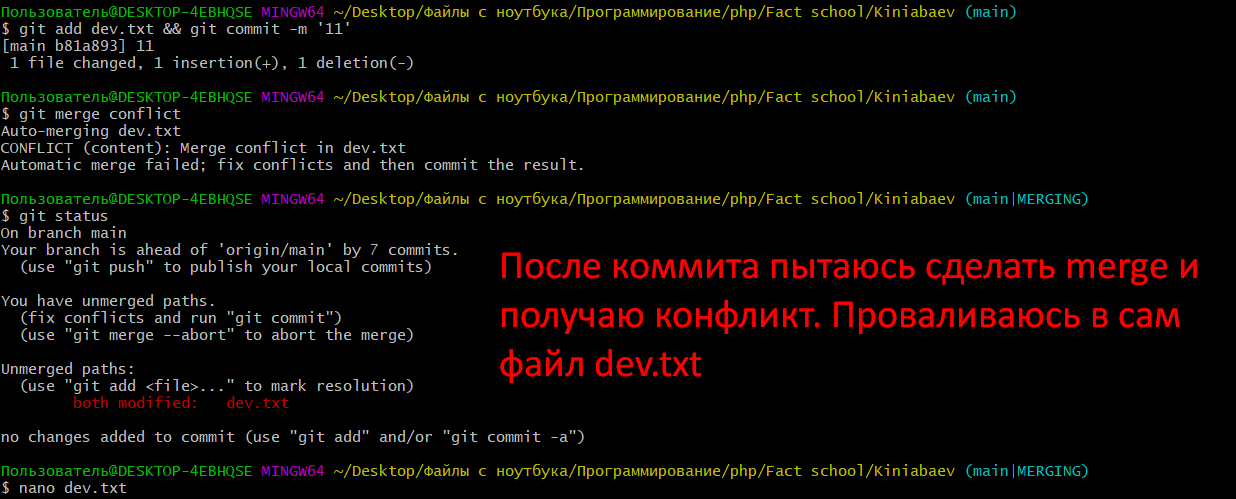 Пользователь@DESKTOP-4EBHQSE MINGW64 ~/Desktop/Файлы с ноутбука/Программирование/php/Fact school/Kiniabaev (main)
$ git add dev.txt && git commit -m '11'
[main b81a893] 11
 1 file changed, 1 insertion(+), 1 deletion(-)
Пользователь@DESKTOP-4EBHQSE MINGW64 ~/Desktop/Файлы с ноутбука/Программирование/php/Fact school/Kiniabaev (main)
$ git merge conflict
Auto-merging dev.txt
CONFLICT (content): Merge conflict in dev.txt
Automatic merge failed; fix conflicts and then commit the result.
Пользователь@DESKTOP-4EBHQSE MINGW64 ~/Desktop/Файлы с ноутбука/Программирование/php/Fact school/Kiniabaev (main|MERGING)
$ git status
On branch main
Your branch is ahead of 'origin/main' by 7 commits.
  (use "git push" to publish your local commits)
You have unmerged paths.
  (fix conflicts and run "git commit")
  (use "git merge --abort" to abort the merge)
Unmerged paths:
  (use "git add <file>..." to mark resolution)
        both modified:   dev.txt
no changes added to commit (use "git add" and/or "git commit -a")
Пользователь@DESKTOP-4EBHQSE MINGW64 ~/Desktop/Файлы с ноутбука/Программирование/php/Fact school/Kiniabaev (main|MERGING)
$ nano dev.txt
После коммита пытаюсь сделать merge и
получаю конфликт. Проваливаюсь в сам
файл dev.txt